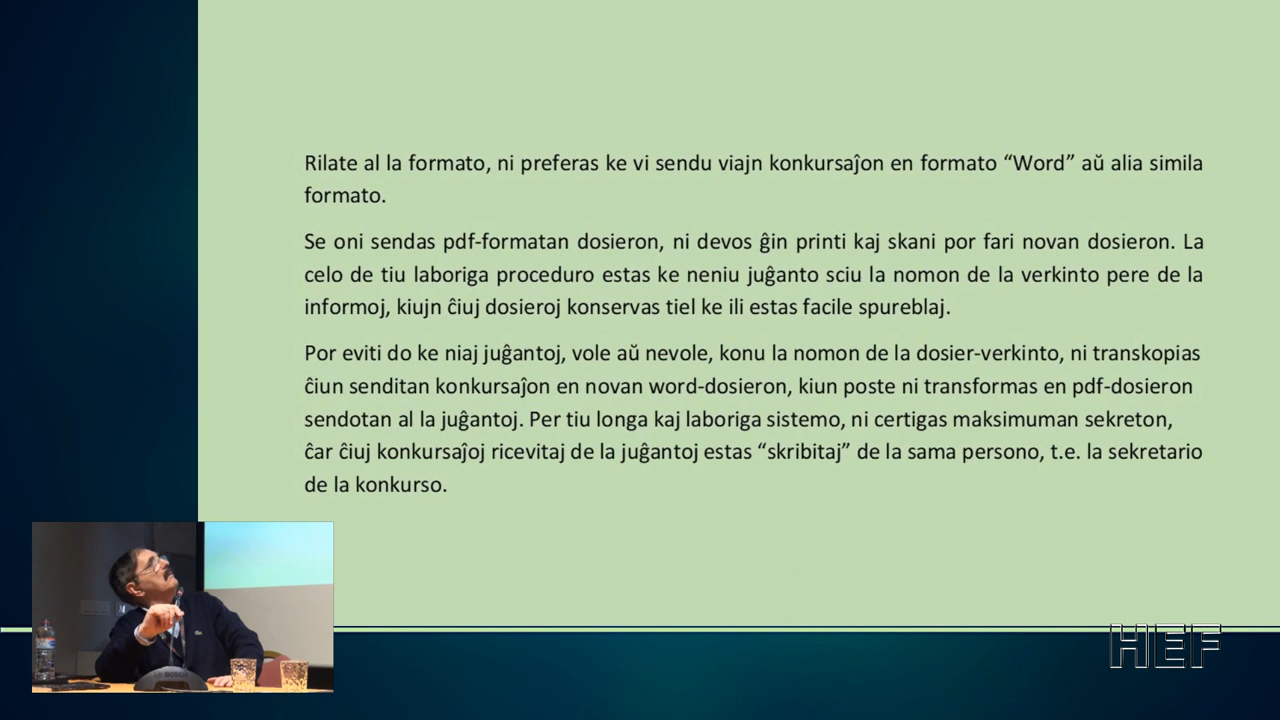 Rilate al la formato, ni preferas ke vi sendu viajn konkursaĵon en formato “Word” aŭ alia simila
formato.
Se oni sendas pdf-formatan dosieron, ni devos ĝin printi kaj skani por fari novan dosieron. La
celo de tiu laboriga proceduro estas ke neniu juĝanto sciu la nomon de la verkinto pere de la
informoj, kiujn ĉiuj dosieroj konservas tiel ke ili estas facile spureblaj.
Por eviti do ke niaj juĝantoj, vole aŭ nevole, konu la nomon de la dosier-verkinto, ni transkopias
ĉiun senditan konkursaĵon en novan word-dosieron, kiun poste ni transformas en pdf-dosieron
sendotan al la juĝantoj. Per tiu longa kaj laboriga sistemo, ni certigas maksimuman sekreton,
ĉar ĉiuj konkursaĵoj ricevitaj de la juĝantoj estas “skribitaj” de la sama persono, t.e. la sekretario
de la konkurso.
BOSCH
HEF